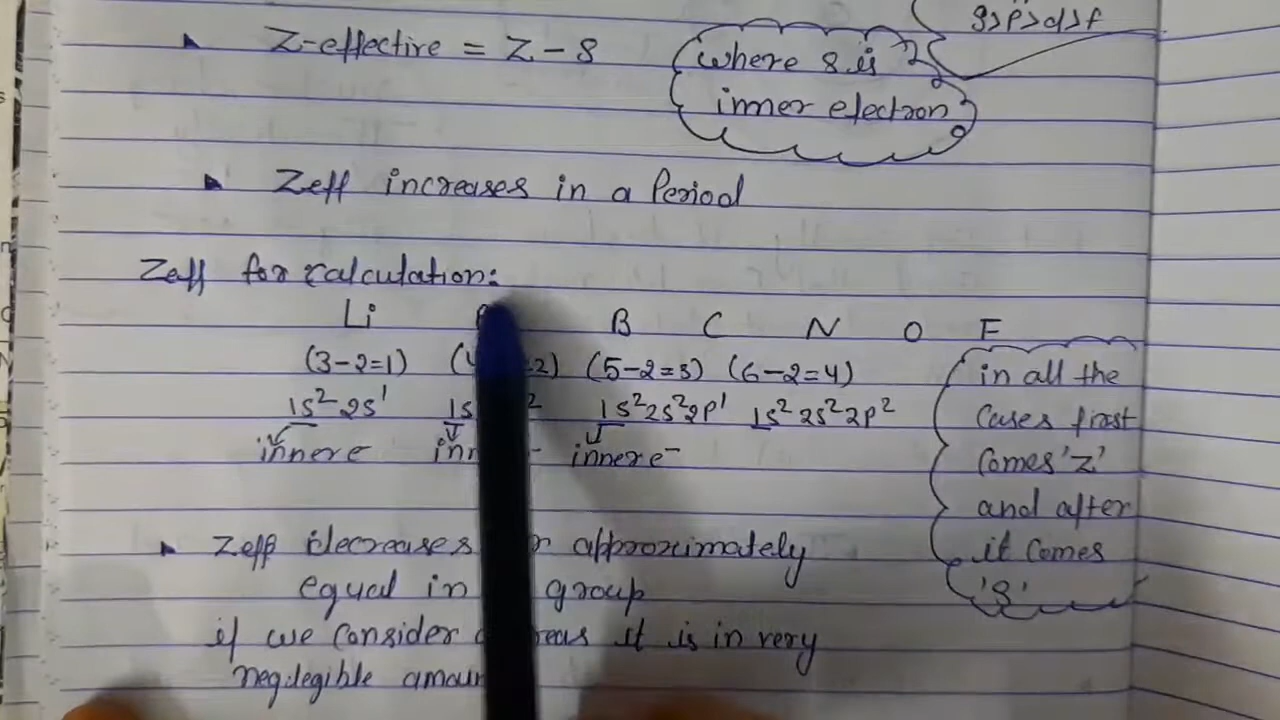 s>p>d>f
Z-effective = Z - s
(where s is
inner electron)
Zeff increases in a Period
Zeff for calculation:
Li B C N O F
(3-2=1) (5-2=3) (6-2=4)
1s² 2s¹ 1s² 2s² 2p¹ 1s² 2s² 2p²
inner e inner e⁻
in all the
cases first
comes 'Z'
and after
it comes
's'
Zeff decreases approximately
equal in group
if we consider it is in very
neglegible